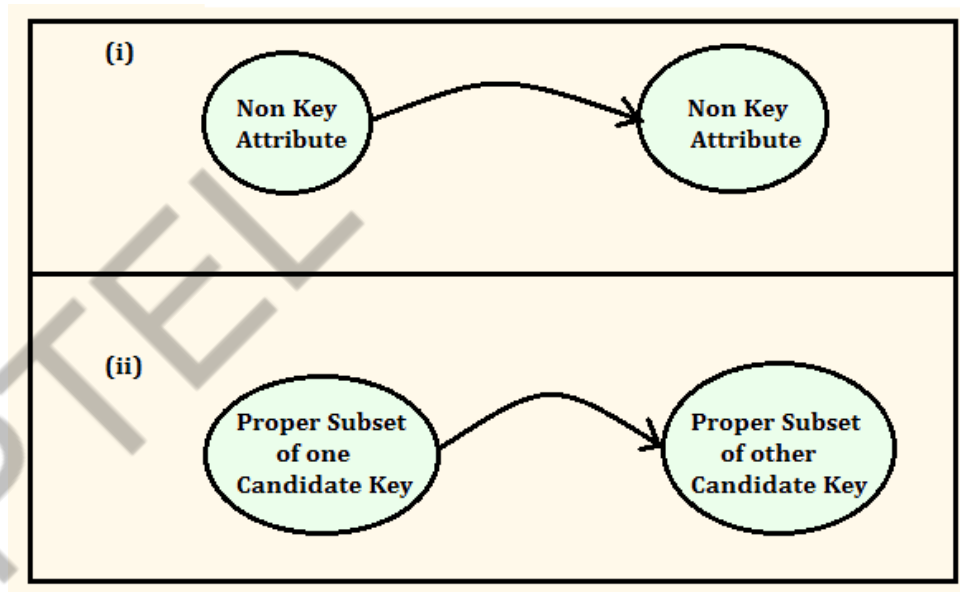 (i)
Non Key
Attribute
Non Key
Attribute
(ii)
Proper Subset
of one
Candidate Key
Proper Subset
of other
Candidate Key
PTEL